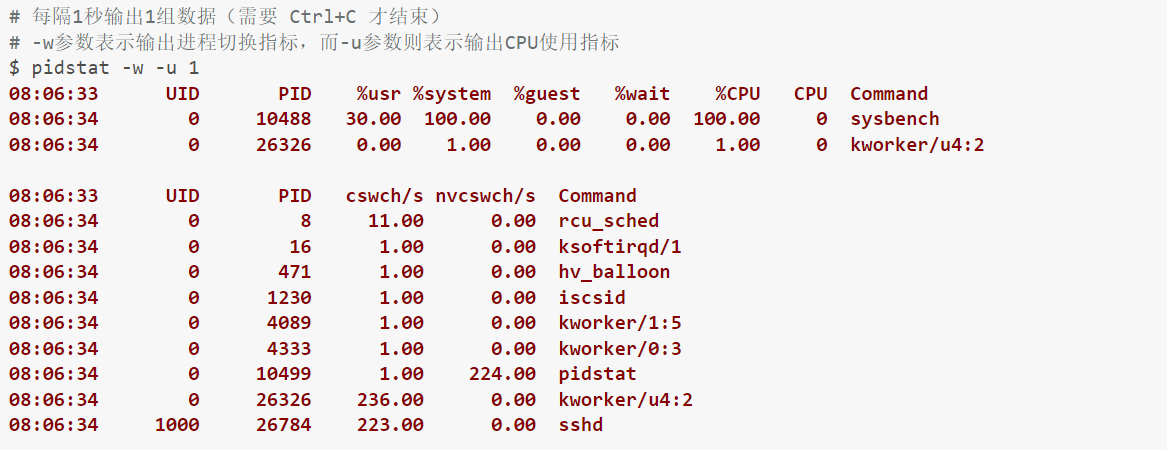 # 每隔1秒输出1组数据（需要 Ctrl+C 才结束）
# -w参数表示输出进程切换指标，而-u参数则表示输出CPU使用指标
$ pidstat -w -u 1
08:06:33      UID       PID    %usr %system  %guest   %wait    %CPU   CPU  Command
08:06:34        0     10488   30.00  100.00    0.00    0.00  100.00     0  sysbench
08:06:34        0     26326    0.00    1.00    0.00    0.00    1.00     0  kworker/u4:2

08:06:33      UID       PID   cswch/s nvcswch/s  Command
08:06:34        0         8     11.00      0.00  rcu_sched
08:06:34        0        16      1.00      0.00  ksoftirqd/1
08:06:34        0       471      1.00      0.00  hv_balloon
08:06:34        0      1230      1.00      0.00  iscsid
08:06:34        0      4089      1.00      0.00  kworker/1:5
08:06:34        0      4333      1.00      0.00  kworker/0:3
08:06:34        0     10499      1.00    224.00  pidstat
08:06:34        0     26326    236.00      0.00  kworker/u4:2
08:06:34     1000     26784    223.00      0.00  sshd